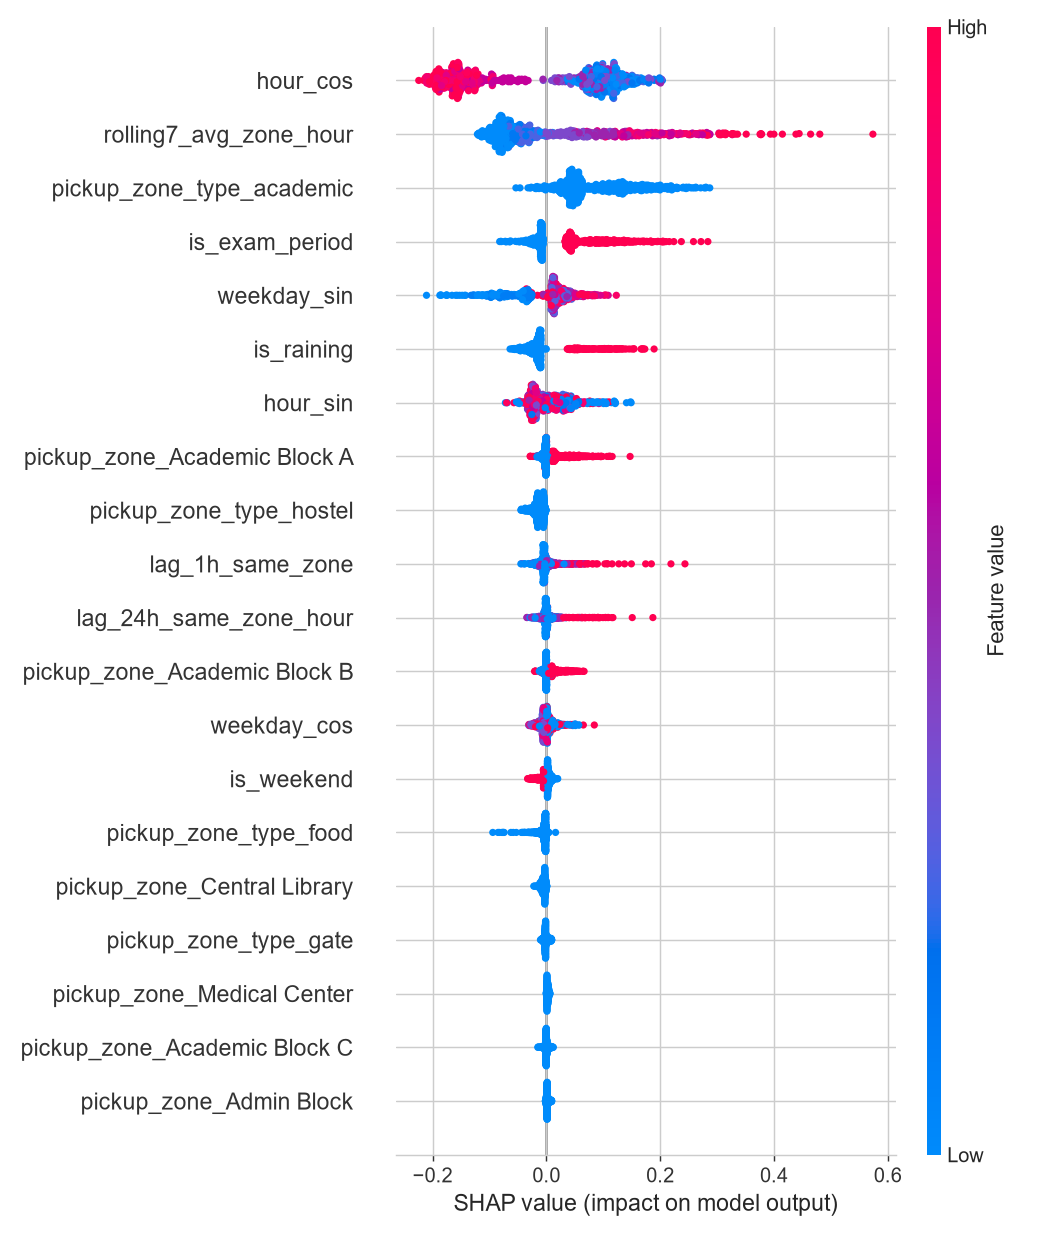 High
hour_cos
rolling7_avg_zone_hour
pickup_zone_type_academic
is_exam_period
weekday_sin
is_raining
hour_sin
pickup_zone_Academic Block A
pickup_zone_type_hostel
lag_1h_same_zone
lag_24h_same_zone_hour
pickup_zone_Academic Block B
weekday_cos
is_weekend
pickup_zone_type_food
pickup_zone_Central Library
pickup_zone_type_gate
pickup_zone_Medical Center
pickup_zone_Academic Block C
pickup_zone_Admin Block
Feature value
Low
−0.2 0.0 0.2 0.4 0.6
SHAP value (impact on model output)